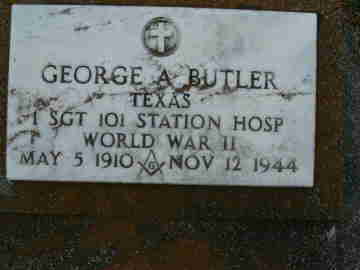 GEORGE A BUTLER
TEXAS
1 SGT 101 STATION HOSP
WORLD WAR II
MAY 5 1910 G NOV 12 1944